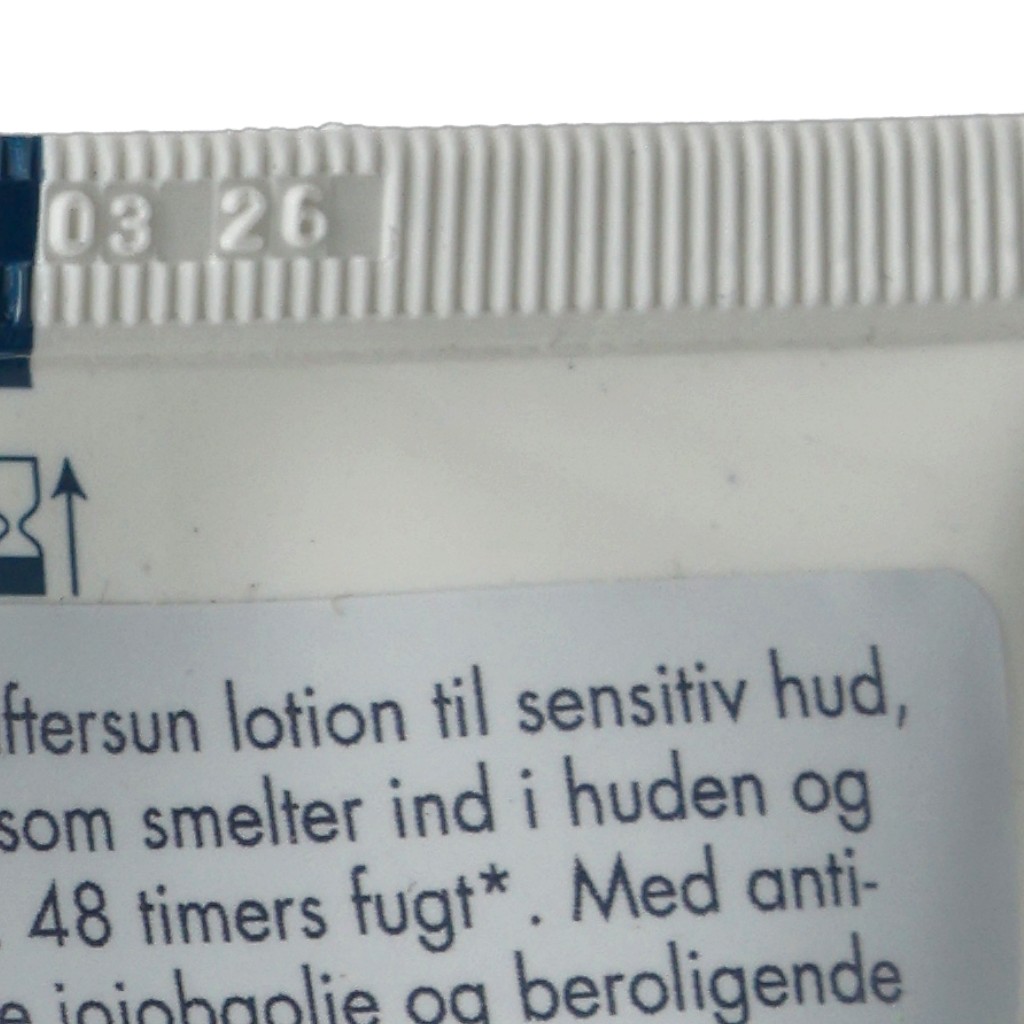 03 26
ftersun lotion til sensitiv hud,
som smelter ind i huden og
48 timers fugt*. Med anti-
e jojobaolie og beroligende